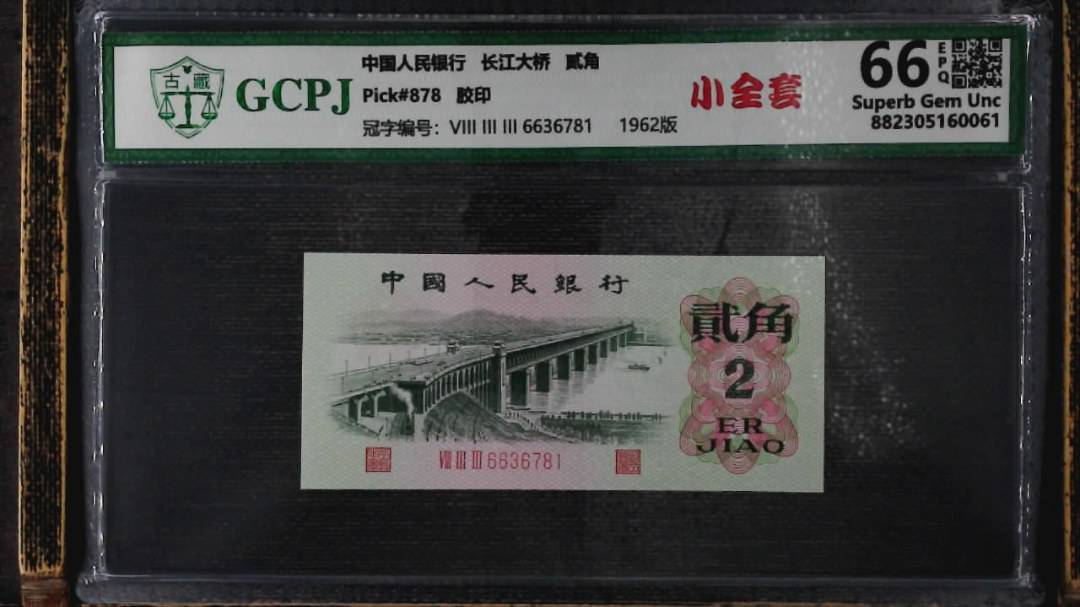 古 藏
GCPJ
中国人民银行 长江大桥 贰角
Pick#878 胶印
冠字编号：VIII III III 6636781 1962版
小全套
66
EPQ
Superb Gem Unc
882305160061
中國人民銀行
貳角
2
ER
JIAO
VIII III III 6636781